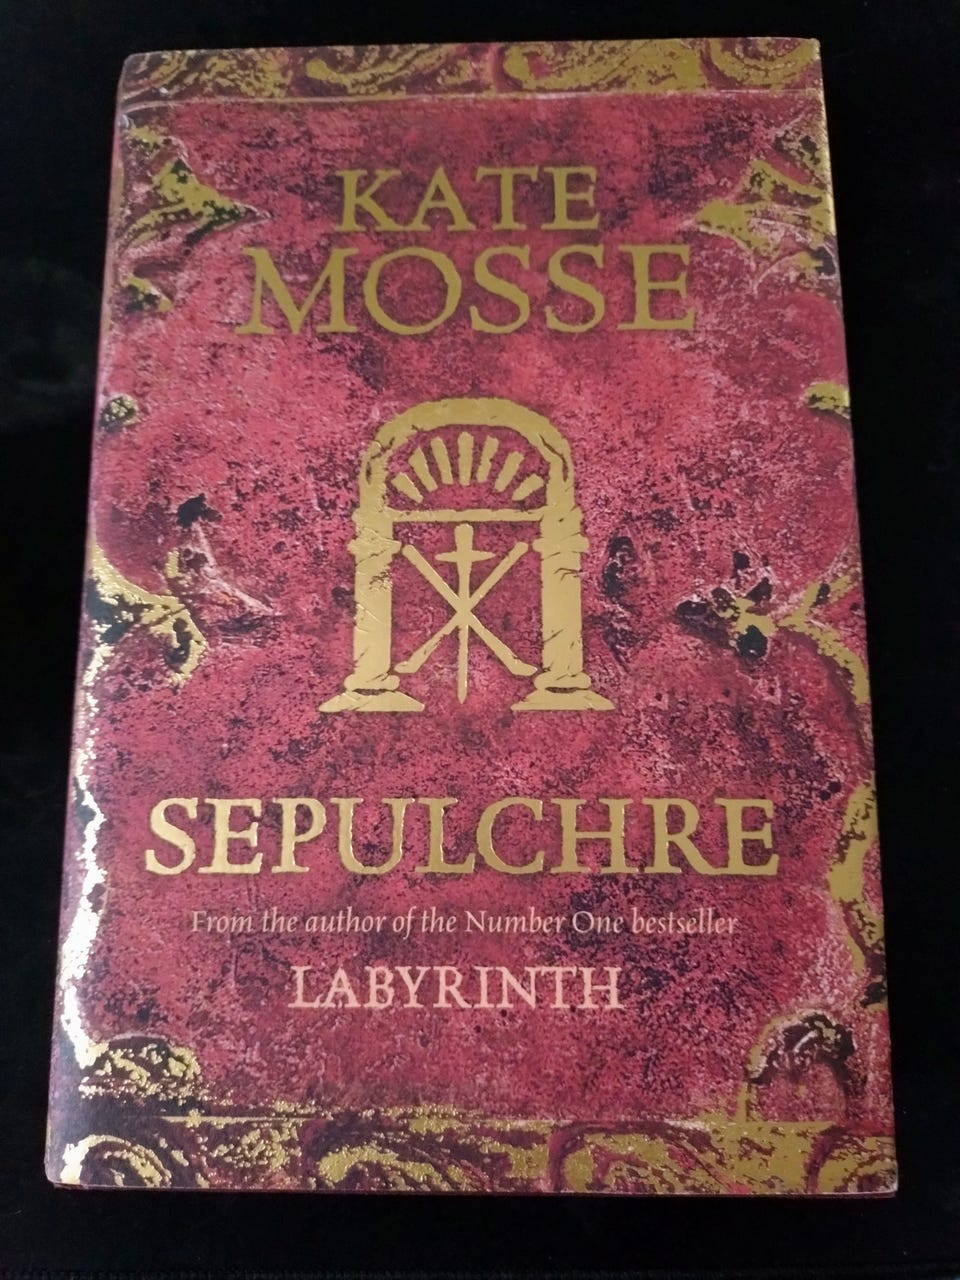 KATE
MOSSE
SEPULCHRE
From the author of the Number One bestseller
LABYRINTH